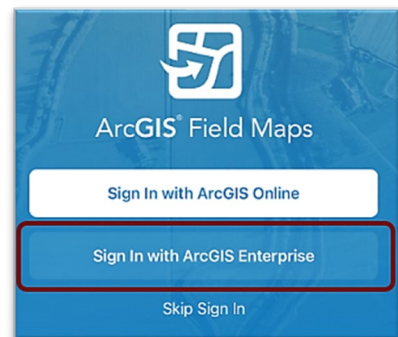 ArcGIS® Field Maps
Sign In with ArcGIS Online
Sign In with ArcGIS Enterprise
Skip Sign In